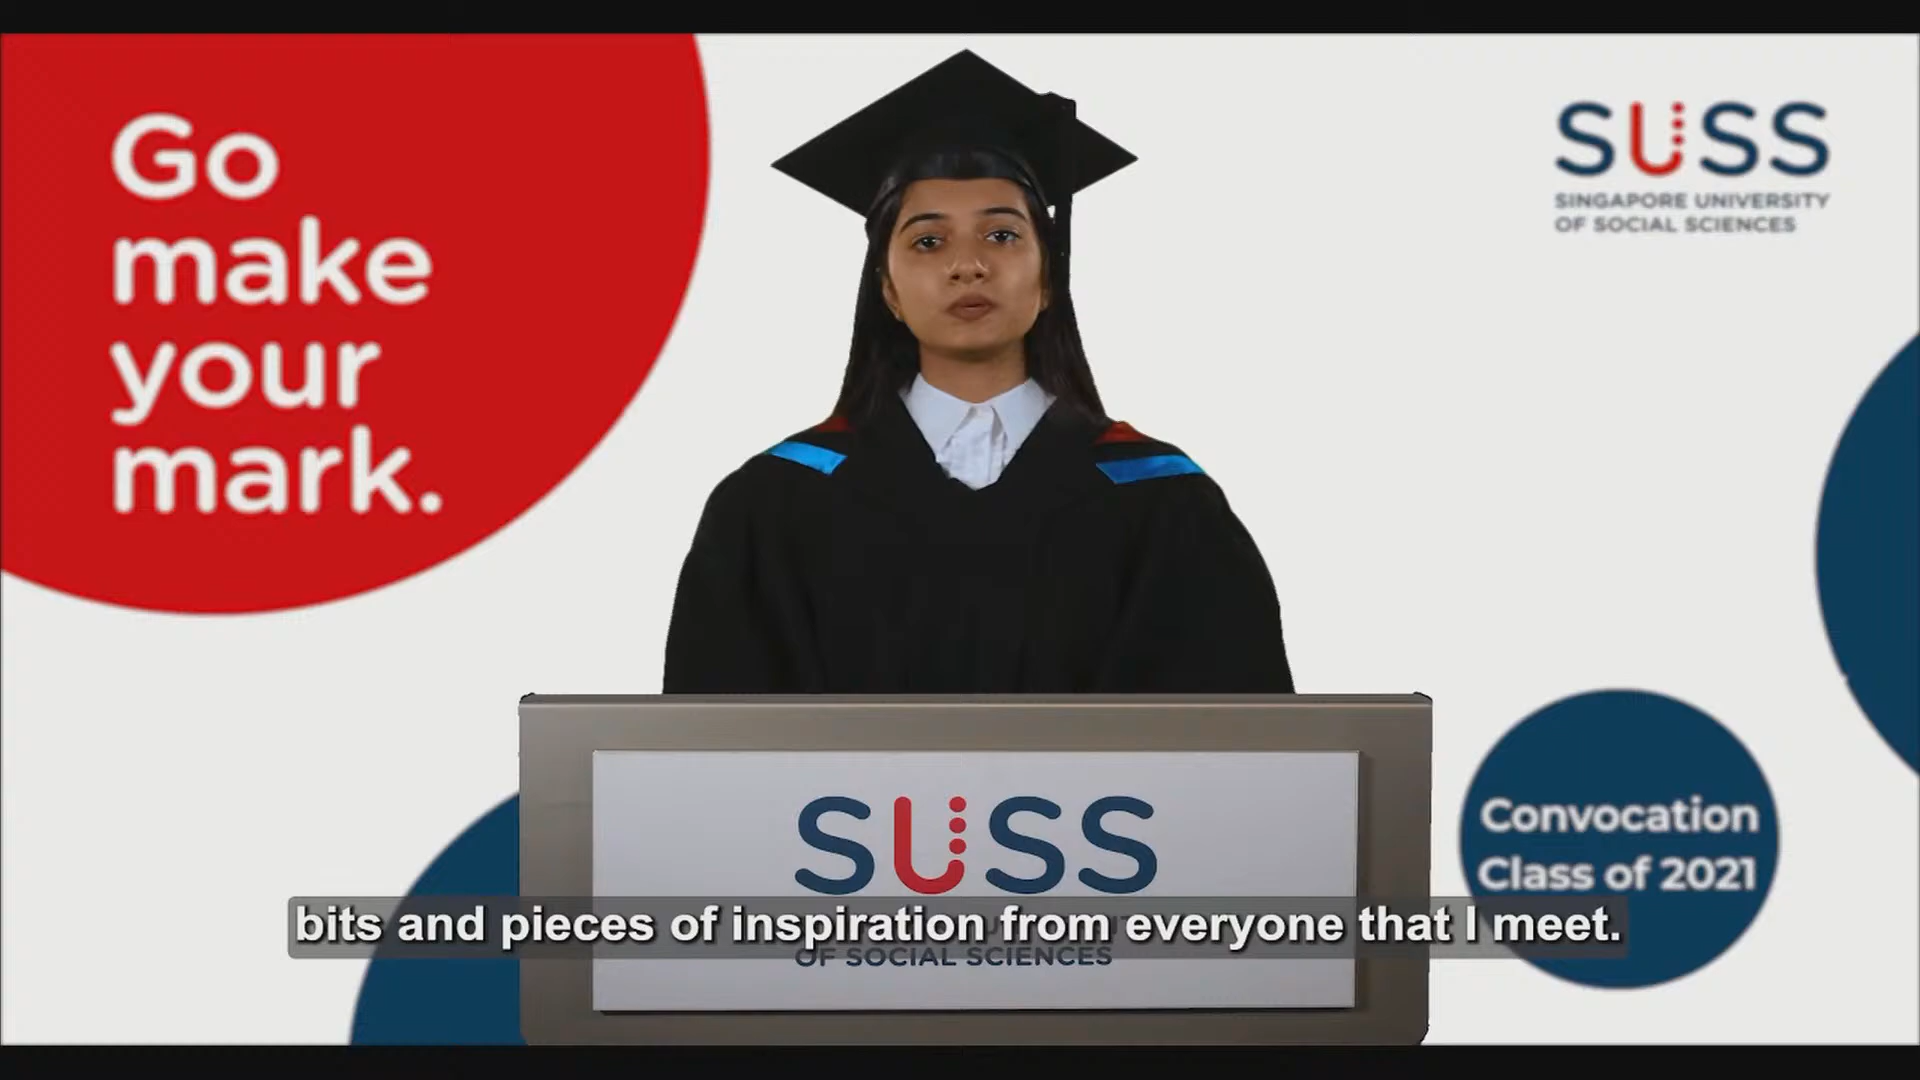 Go
make
your
mark.
SUSS
SINGAPORE UNIVERSITY
OF SOCIAL SCIENCES
SUSS
OF SOCIAL SCIENCES
Convocation
Class of 2021
bits and pieces of inspiration from everyone that I meet.